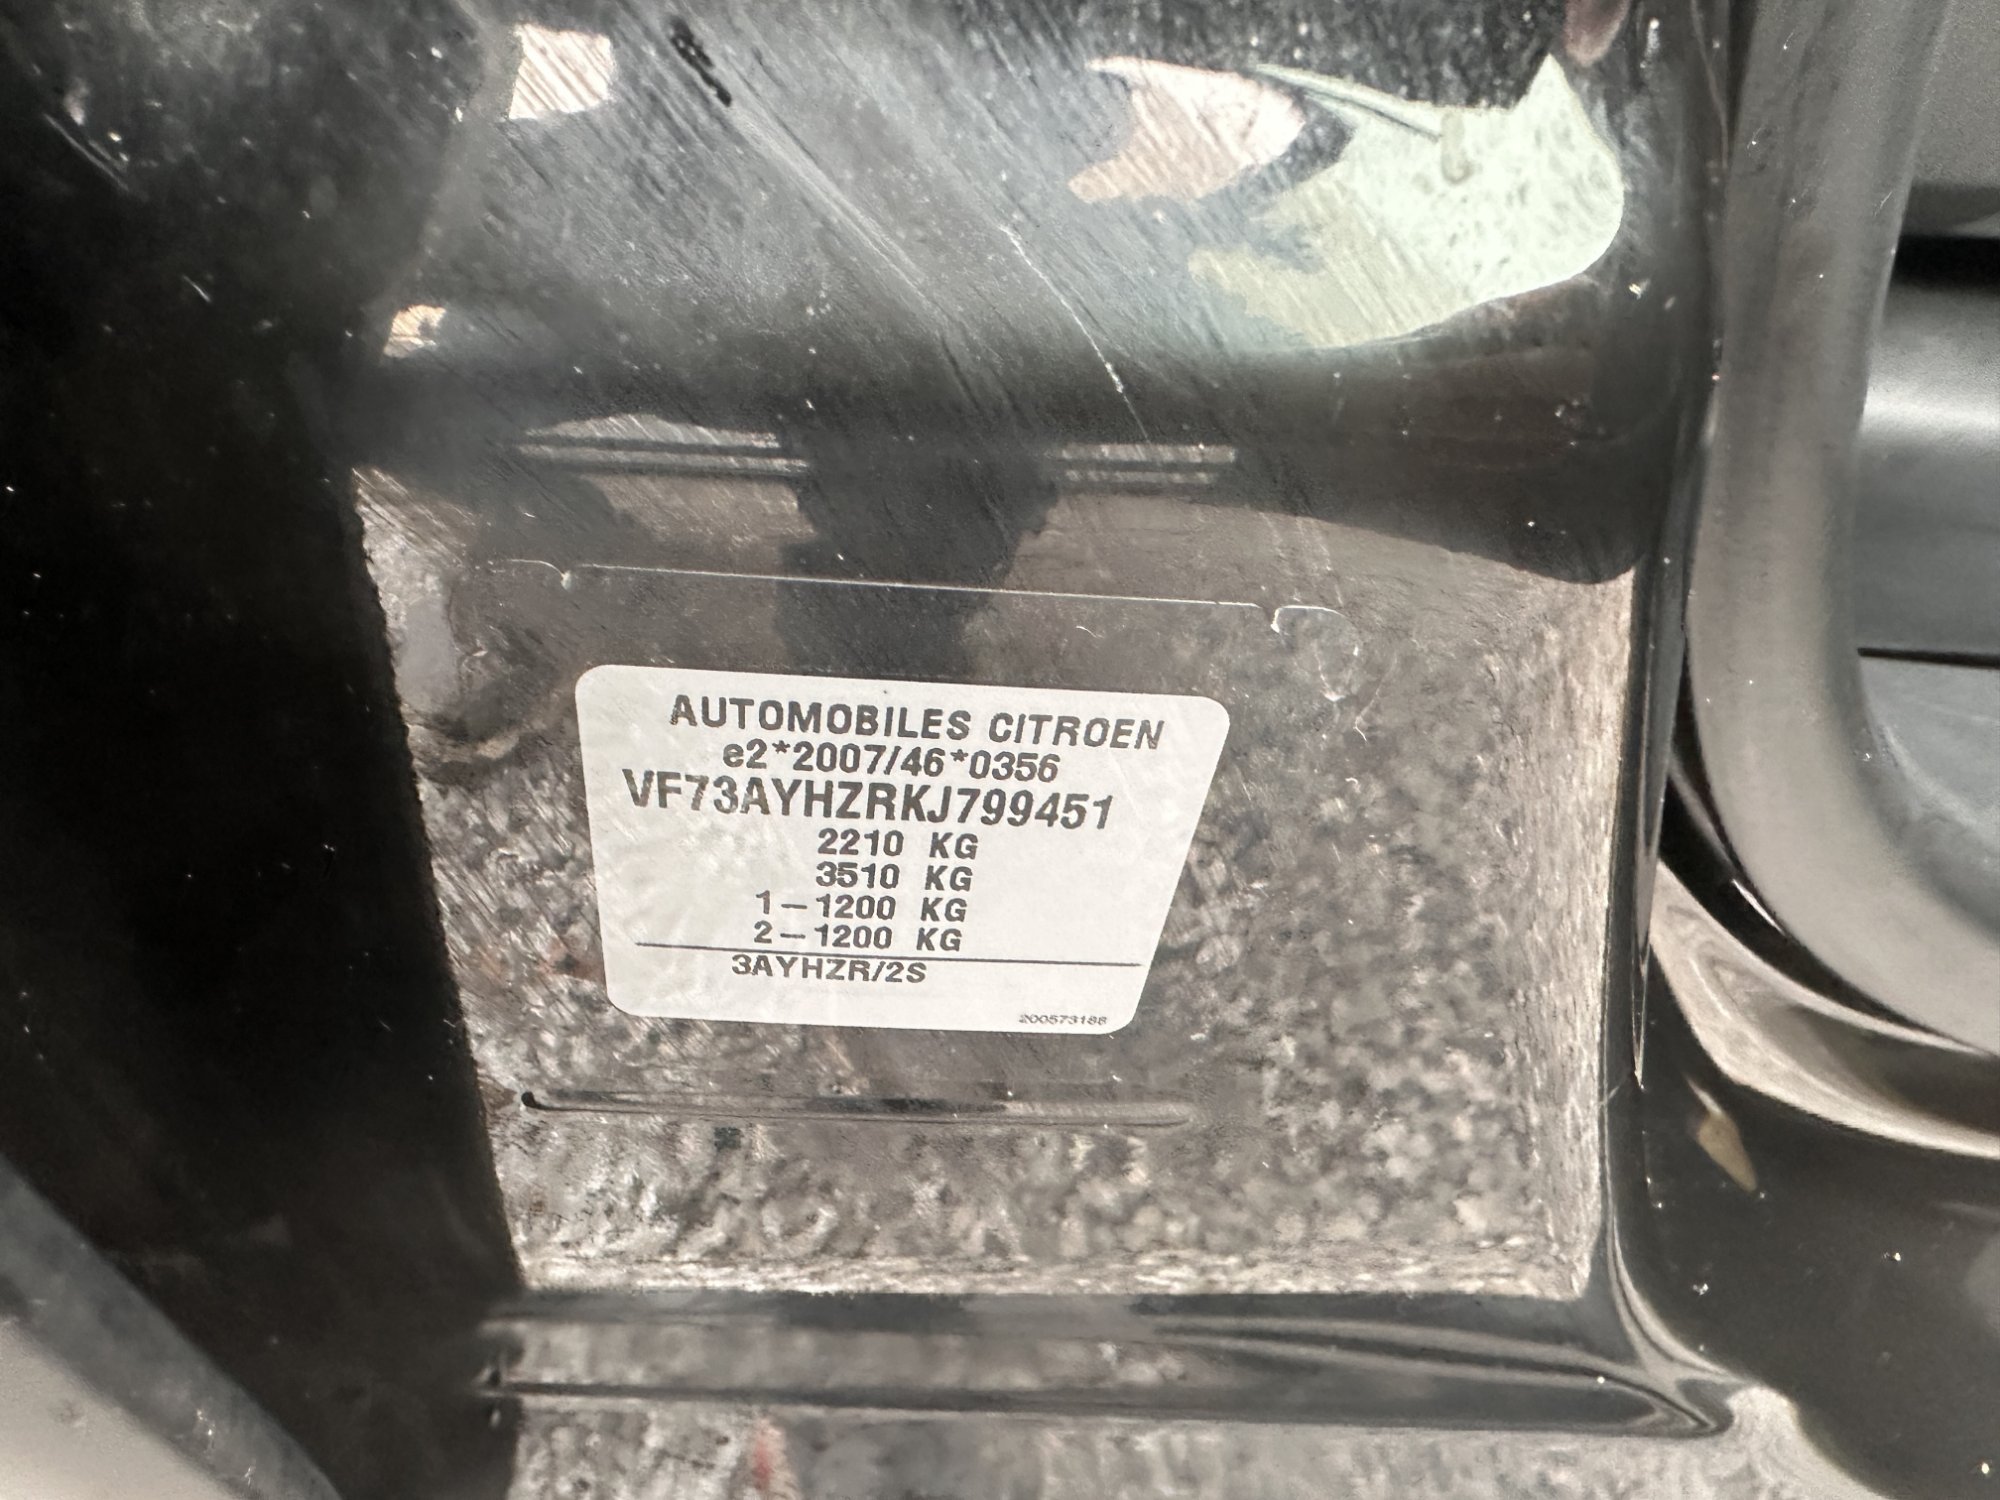 AUTOMOBILES CITROEN
e2*2007/46*0356
VF73AYHZRKJ799451
2210 KG
3510 KG
1-1200 KG
2-1200 KG
3AYHZR/2S
200573188